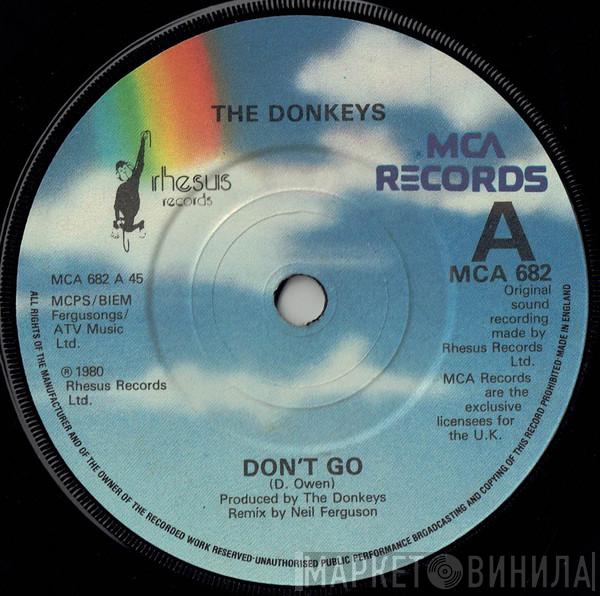 THE DONKEYS
rhesus
records
MCA
RECORDS
A
MCA 682
MCA 682 A 45
MCPS/BIEM
Fergusongs/
ATV Music
Ltd.
℗ 1980
Rhesus Records
Ltd.
Original
sound
recording
made by
Rhesus Records
Ltd.
MCA Records
are the
exclusive
licensees for
the U.K.
DON'T GO
(D. Owen)
Produced by The Donkeys
Remix by Neil Ferguson
ALL RIGHTS OF THE MANUFACTURER AND OF THE OWNER OF THE RECORDED WORK RESERVED·UNAUTHORISED PUBLIC PERFORMANCE BROADCASTING AND COPYING OF THIS RECORD PROHIBITED·MADE IN ENGLAND
МАРКЕТ ВИНИЛА